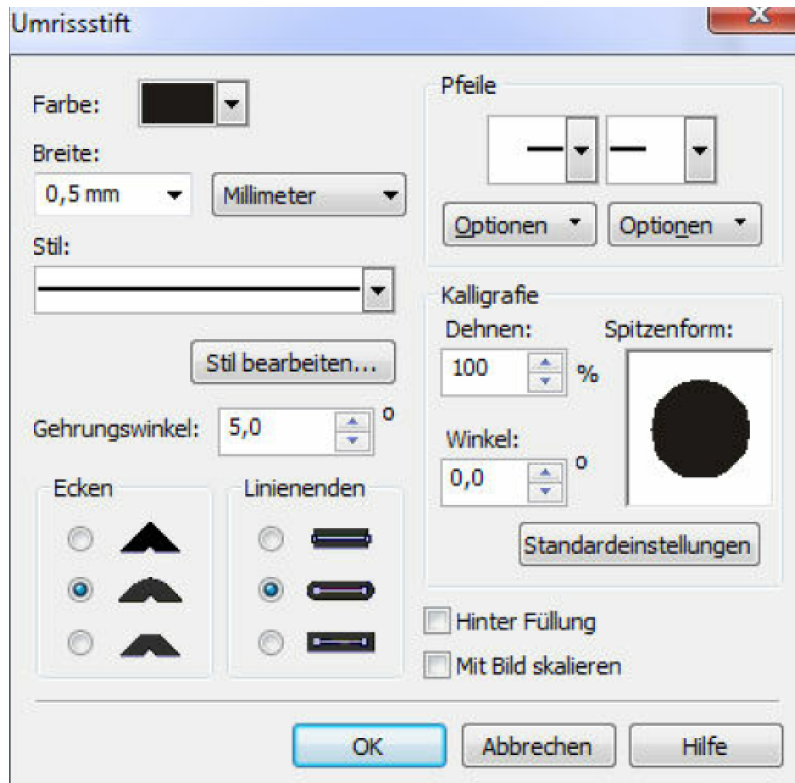 Umrissstift
Farbe:
Breite:
0,5 mm
Millimeter
Stil:
Stil bearbeiten...
Gehrungswinkel:
5,0
°
Ecken
Linienenden
Pfeile
Optionen
Optionen
Kalligrafie
Dehnen:
Spitzenform:
100
%
Winkel:
0,0
°
Standardeinstellungen
Hinter Füllung
Mit Bild skalieren
OK
Abbrechen
Hilfe